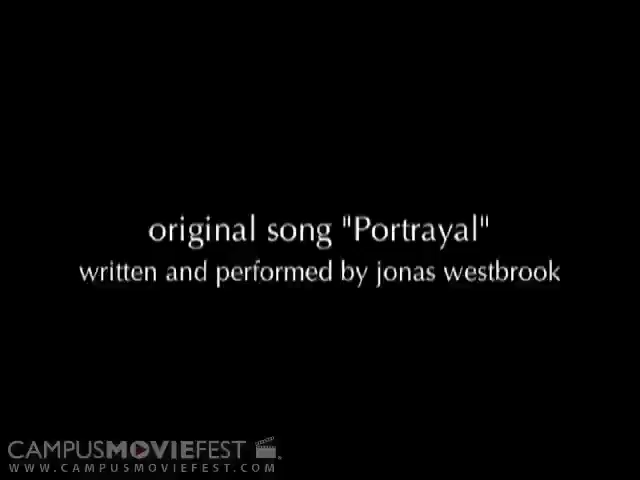 original song "Portrayal"
written and performed by jonas westbrook
CAMPUSMOVIEFEST
WWW.CAMPUSMOVIEFEST.COM